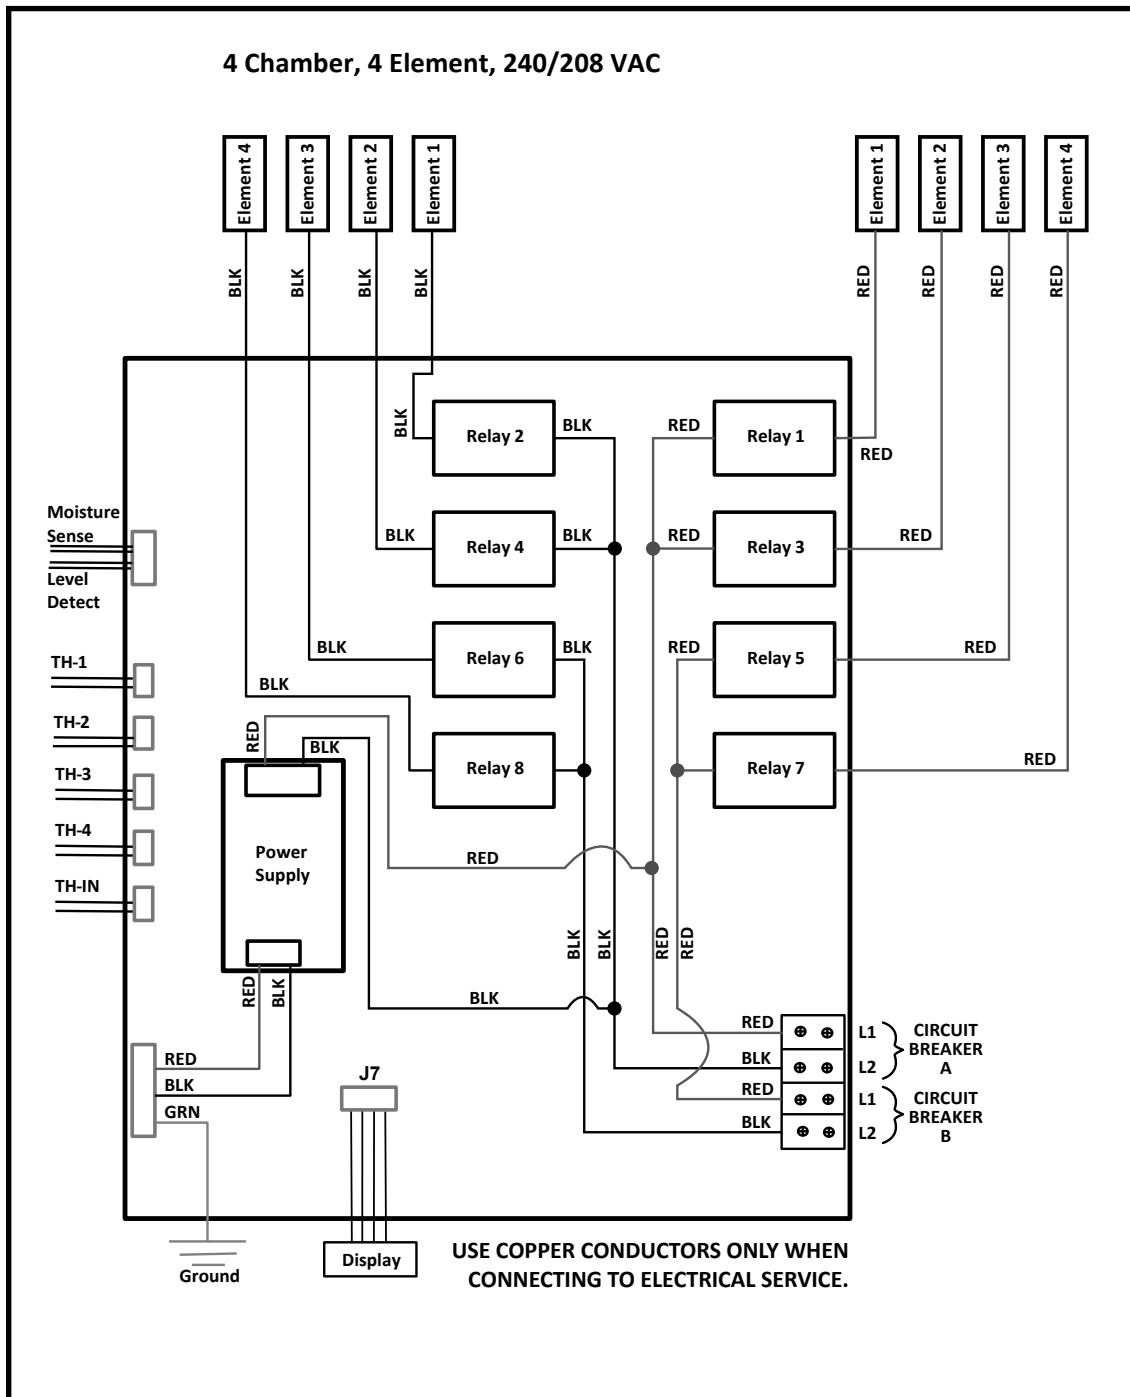 4 Chamber, 4 Element, 240/208 VAC
Element 4
Element 3
Element 2
Element 1
Element 1
Element 2
Element 3
Element 4
BLK
BLK
BLK
BLK
RED
RED
RED
RED
BLK
Relay 2
BLK
RED
Relay 1
RED
Moisture
Sense
Level
Detect
BLK
Relay 4
BLK
RED
Relay 3
RED
BLK
Relay 6
BLK
RED
Relay 5
RED
TH-1
TH-2
TH-3
TH-4
TH-IN
BLK
RED
BLK
Relay 8
Relay 7
RED
Power
Supply
RED
RED
BLK
BLK
BLK
RED
RED
BLK
RED
BLK
GRN
J7
RED
BLK
RED
BLK
L1
L2
L1
L2
CIRCUIT
BREAKER
A
CIRCUIT
BREAKER
B
Ground
Display
USE COPPER CONDUCTORS ONLY WHEN
CONNECTING TO ELECTRICAL SERVICE.